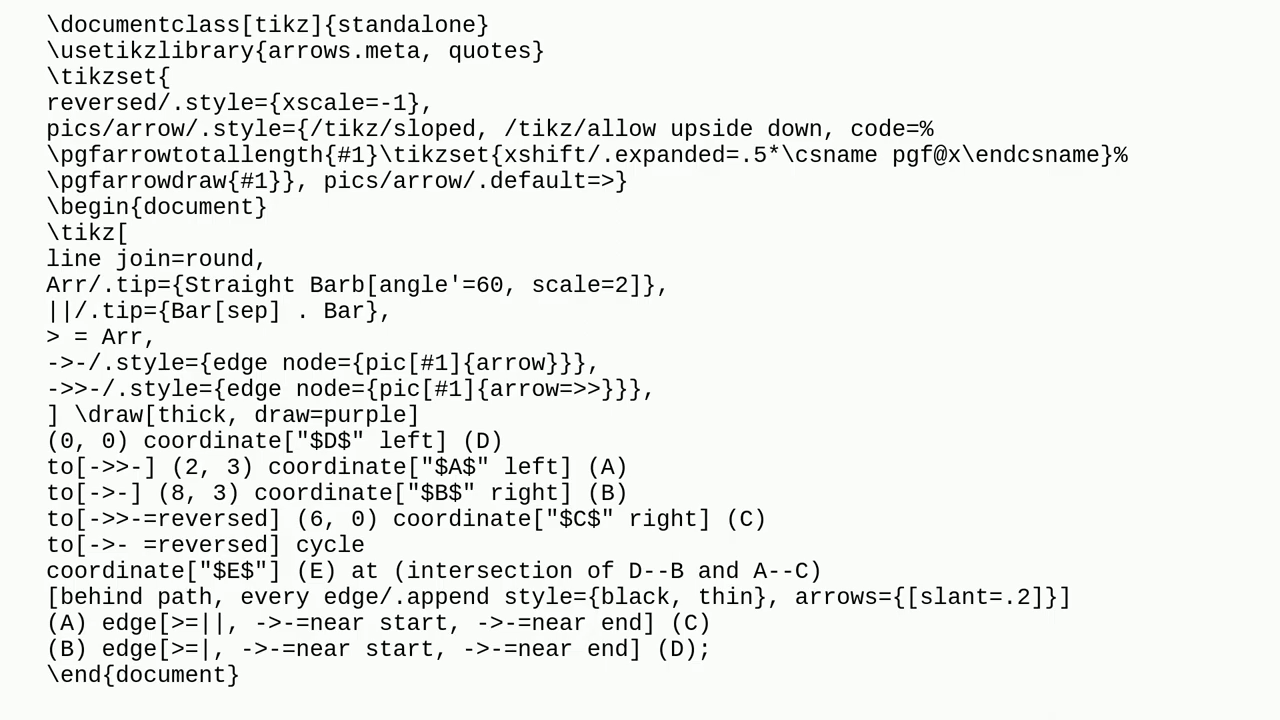 \documentclass[tikz]{standalone}
\usetikzlibrary{arrows.meta, quotes}
\tikzset{
reversed/.style={xscale=-1},
pics/arrow/.style={/tikz/sloped, /tikz/allow upside down, code=%
\pgfarrowtotallength{#1}\tikzset{xshift/.expanded=.5*\csname pgf@x\endcsname}%
\pgfarrowdraw{#1}}, pics/arrow/.default=>}
\begin{document}
\tikz[
line join=round,
Arr/.tip={Straight Barb[angle'=60, scale=2]},
||/.tip={Bar[sep] . Bar},
> = Arr,
->-/.style={edge node={pic[#1]{arrow}}},
->>-/.style={edge node={pic[#1]{arrow=>>}}},
] \draw[thick, draw=purple]
(0, 0) coordinate["$D$" left] (D)
to[->>-] (2, 3) coordinate["$A$" left] (A)
to[->-] (8, 3) coordinate["$B$" right] (B)
to[->>-=reversed] (6, 0) coordinate["$C$" right] (C)
to[->- =reversed] cycle
coordinate["$E$"] (E) at (intersection of D--B and A--C)
[behind path, every edge/.append style={black, thin}, arrows={[slant=.2]}]
(A) edge[>=||, ->-=near start, ->-=near end] (C)
(B) edge[>=|, ->-=near start, ->-=near end] (D);
\end{document}